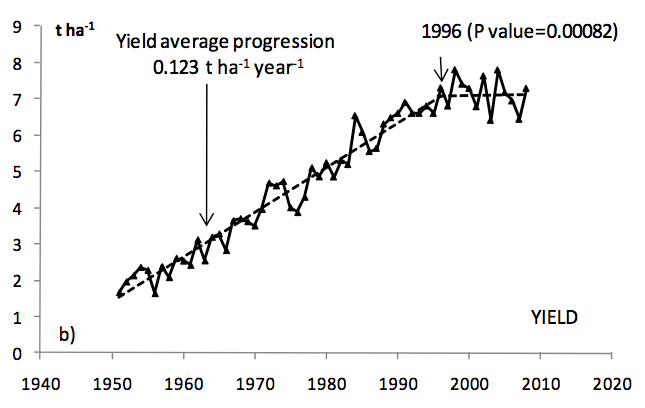 9
t ha-1
1996 (P value=0.00082)
Yield average progression
0.123 t ha-1 year-1
8
7
6
5
4
3
2
1
YIELD
b)
0
1940 1950 1960 1970 1980 1990 2000 2010 2020